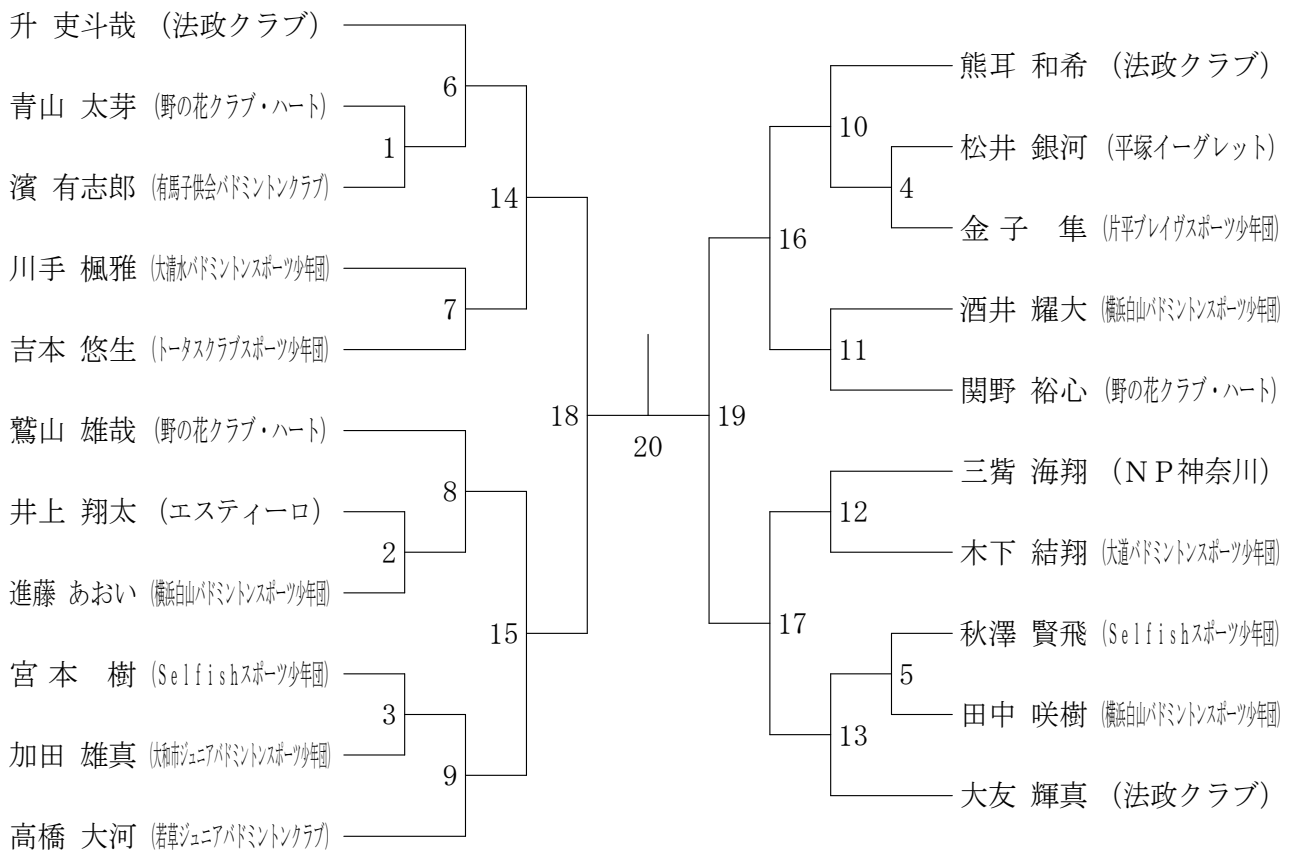 升 吏斗哉 (法政クラブ)
青山 太芽 (野の花クラブ・ハート)
濱 有志郎 (有馬子供会バドミントンクラブ)
川手 楓雅 (大清水バドミントンスポーツ少年団)
吉本 悠生 (トータスクラブスポーツ少年団)
鷲山 雄哉 (野の花クラブ・ハート)
井上 翔太 (エスティーロ)
進藤 あおい (横浜白山バドミントンスポーツ少年団)
宮本 樹 (Selfishスポーツ少年団)
加田 雄真 (大和市ジュニアバドミントンスポーツ少年団)
高橋 大河 (若草ジュニアバドミントンクラブ)
1
2
3
6
7
8
9
14
15
18
20
19
16
17
10
11
12
13
4
5
熊耳 和希 (法政クラブ)
松井 銀河 (平塚イーグレット)
金子 隼 (片平ブレイヴスポーツ少年団)
酒井 耀大 (横浜白山バドミントンスポーツ少年団)
関野 裕心 (野の花クラブ・ハート)
三觜 海翔 (NP神奈川)
木下 結翔 (大道バドミントンスポーツ少年団)
秋澤 賢飛 (Selfishスポーツ少年団)
田中 咲樹 (横浜白山バドミントンスポーツ少年団)
大友 輝真 (法政クラブ)